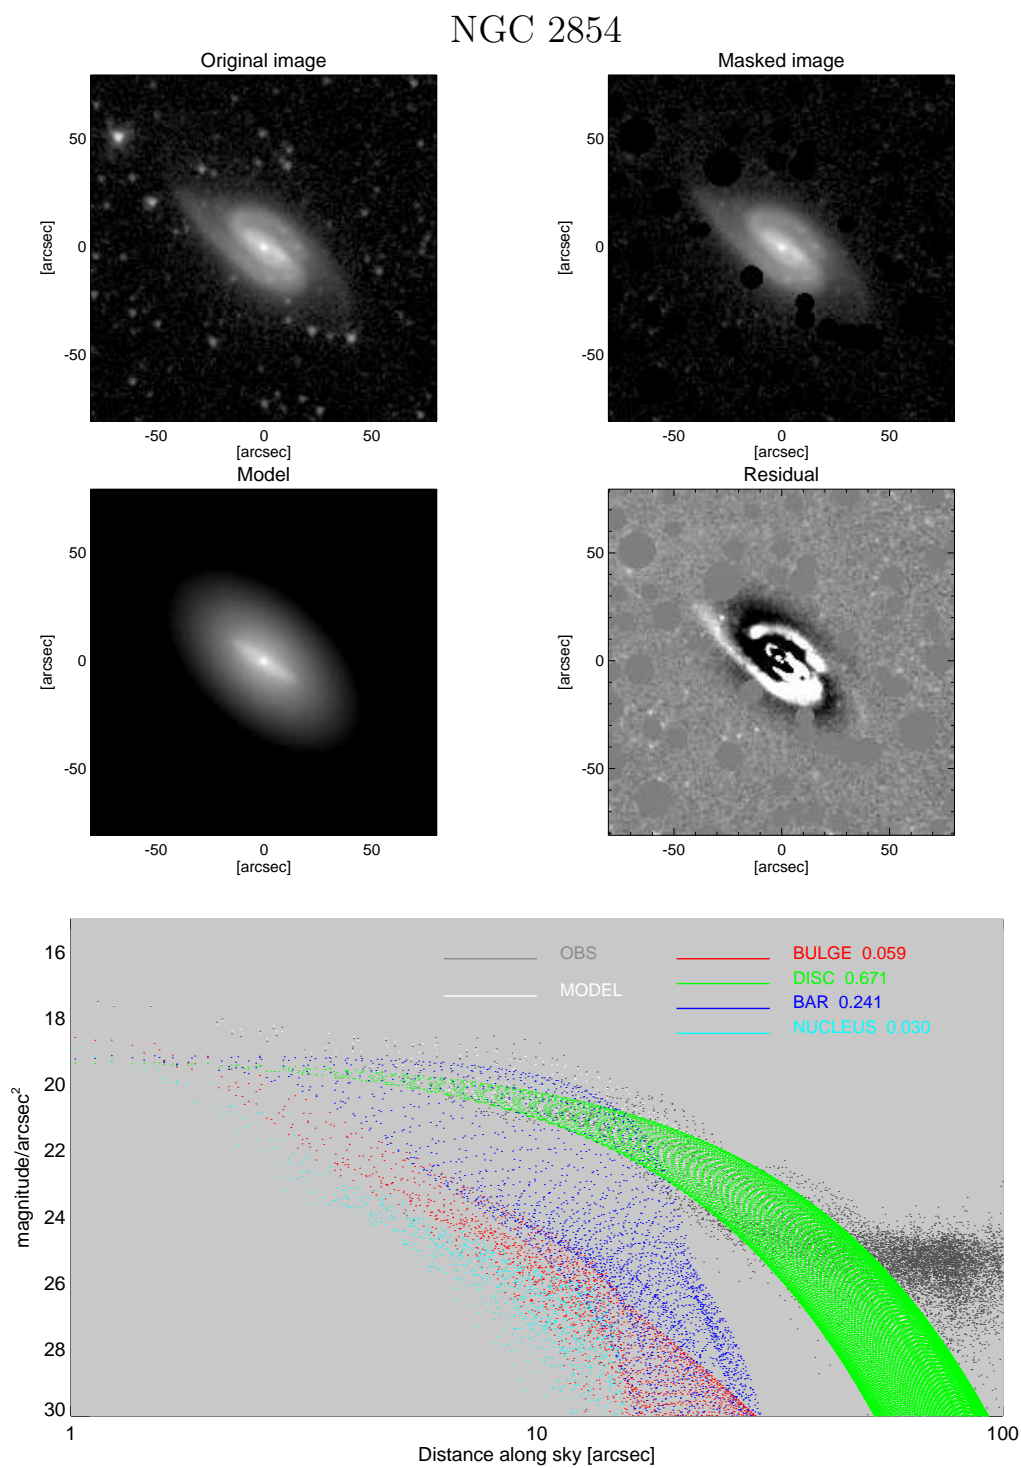 NGC 2854
Original image
Masked image
50
0
-50
[arcsec]
-50 0 50
[arcsec]
50
0
-50
[arcsec]
-50 0 50
[arcsec]
Model
Residual
50
0
-50
[arcsec]
-50 0 50
[arcsec]
50
0
-50
[arcsec]
-50 0 50
[arcsec]
OBS
MODEL
BULGE 0.059
DISC 0.671
BAR 0.241
NUCLEUS 0.030
16
18
20
22
24
26
28
30
magnitude/arcsec²
1 10 100
Distance along sky [arcsec]